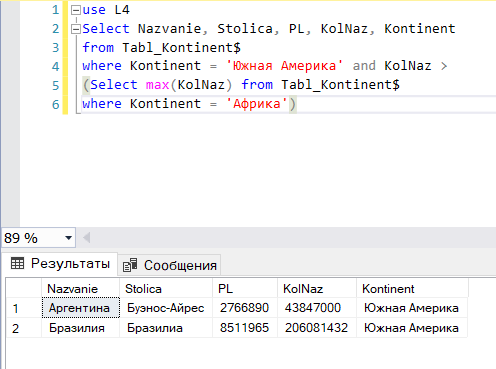 1 use L4
2 Select Nazvanie, Stolica, PL, KolNaz, Kontinent
3 from Tabl_Kontinent$
4 where Kontinent = 'Южная Америка' and KolNaz >
5 (Select max(KolNaz) from Tabl_Kontinent$
6 where Kontinent = 'Африка')
89 %
Результаты Сообщения
Nazvanie Stolica PL KolNaz Kontinent
1 Аргентина Буэнос-Айрес 2766890 43847000 Южная Америка
2 Бразилия Бразилиа 8511965 206081432 Южная Америка